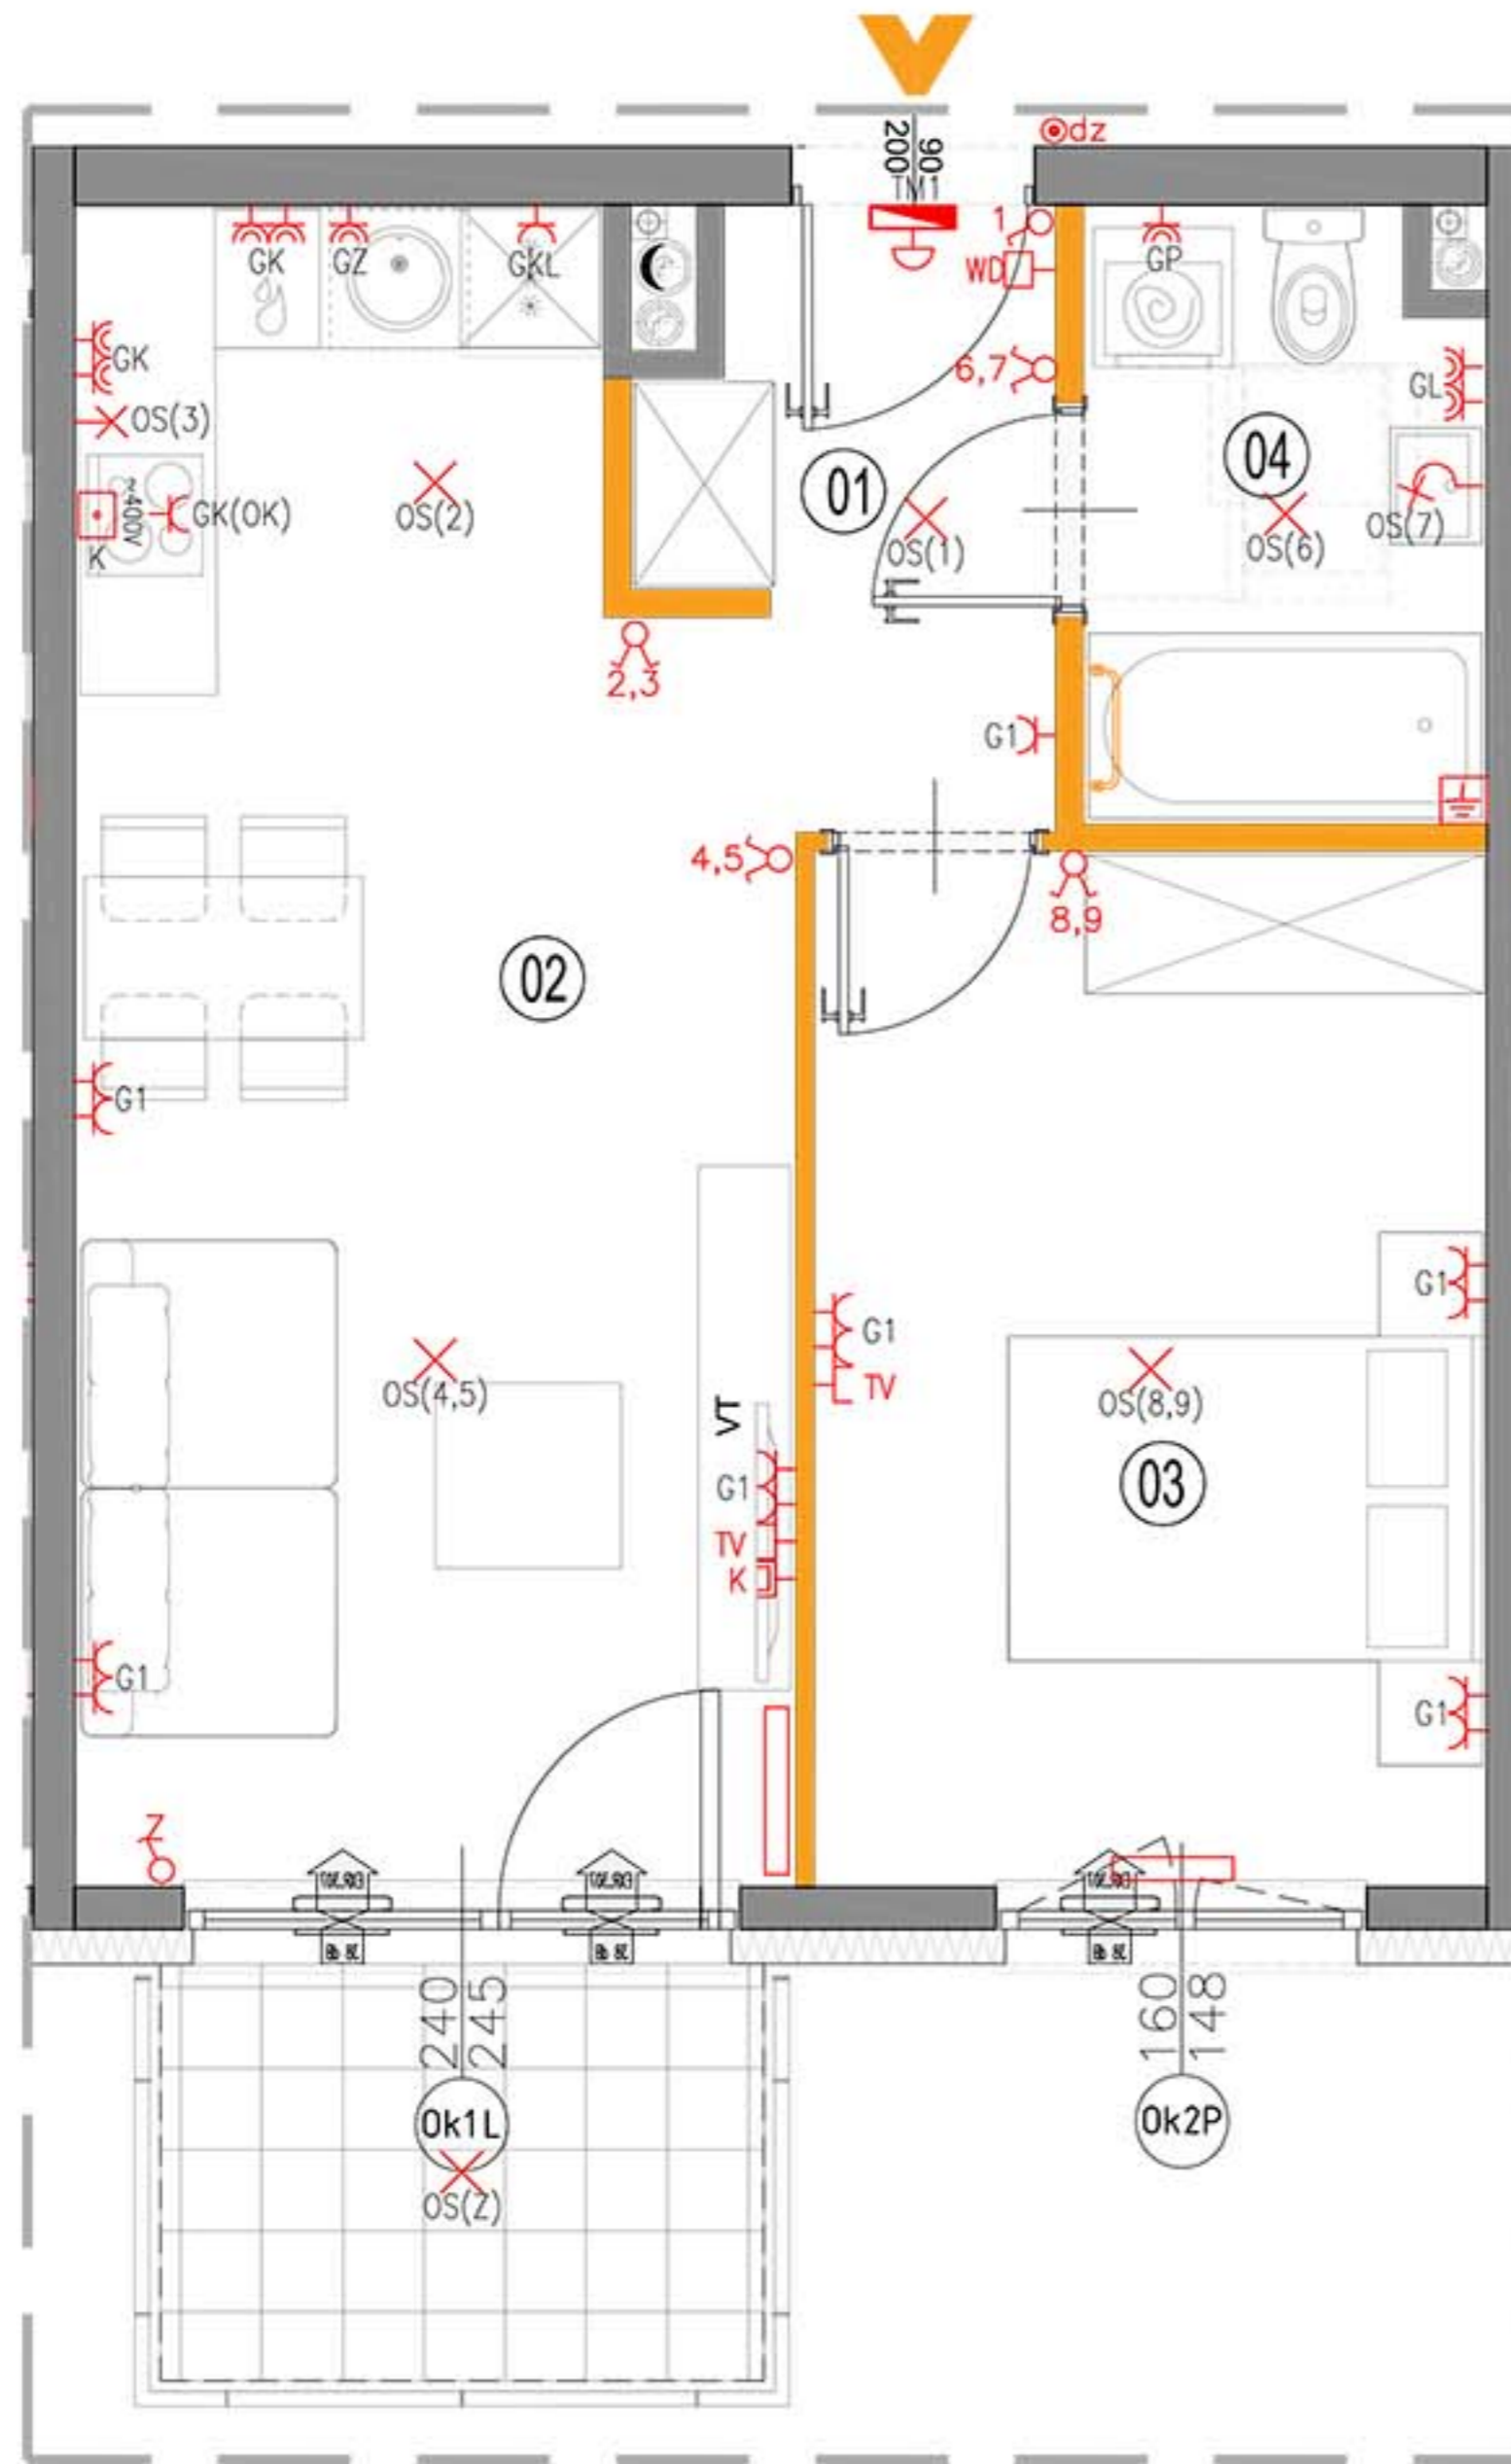 dz
200
90
TM1
1
WD
GK
GZ
GKL
GP
6,7
GK
GL
OS(3)
01
04
~400V
GK(OK)
OS(2)
OS(1)
OS(6)
OS(7)
K
2,3
G1
4,5
8,9
02
G1
G1
G1
TV
OS(4,5)
OS(8,9)
VT
G1
03
TV
K
G1
G1
Z
240
245
160
148
Ok1L
Ok2P
OS(Z)